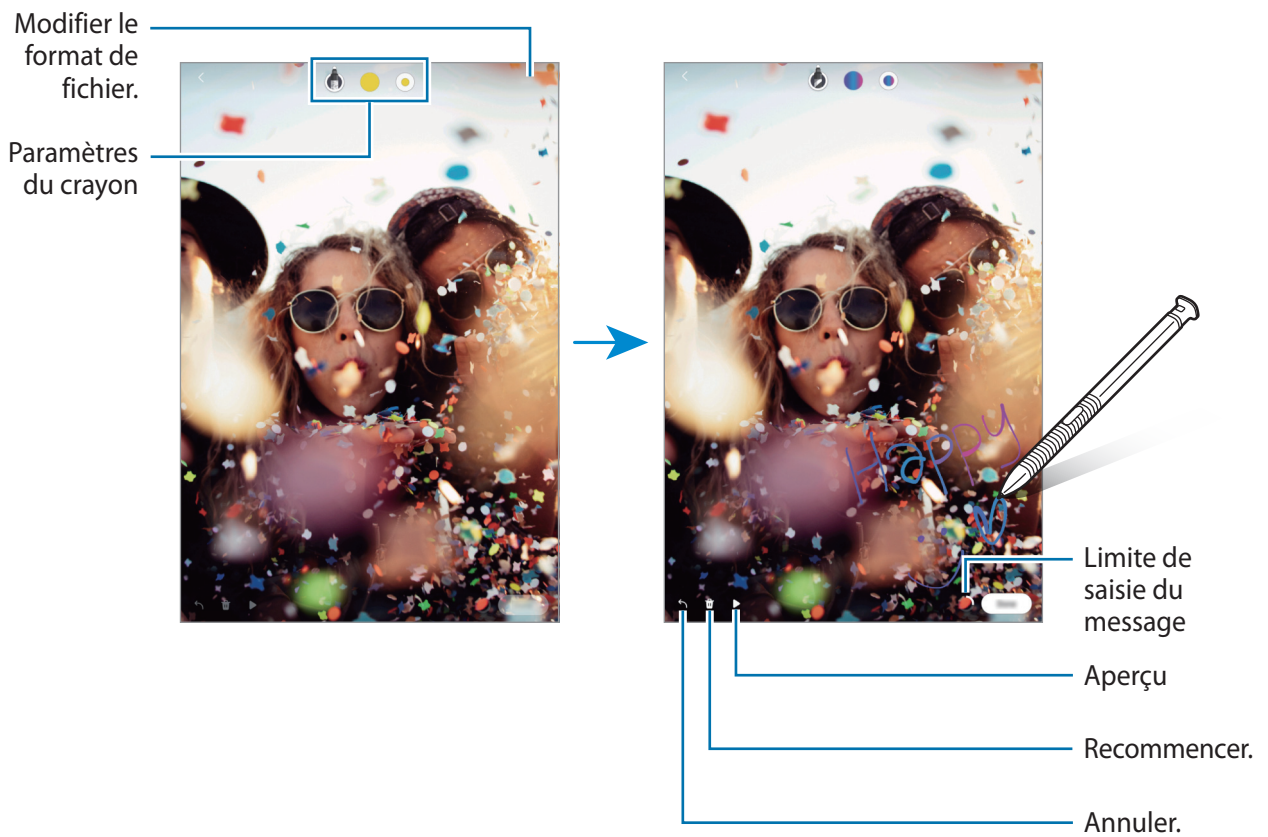 Modifier le
format de
fichier.
Paramètres
du crayon
Happy
Limite de
saisie du
message
Aperçu
Recommencer.
Annuler.